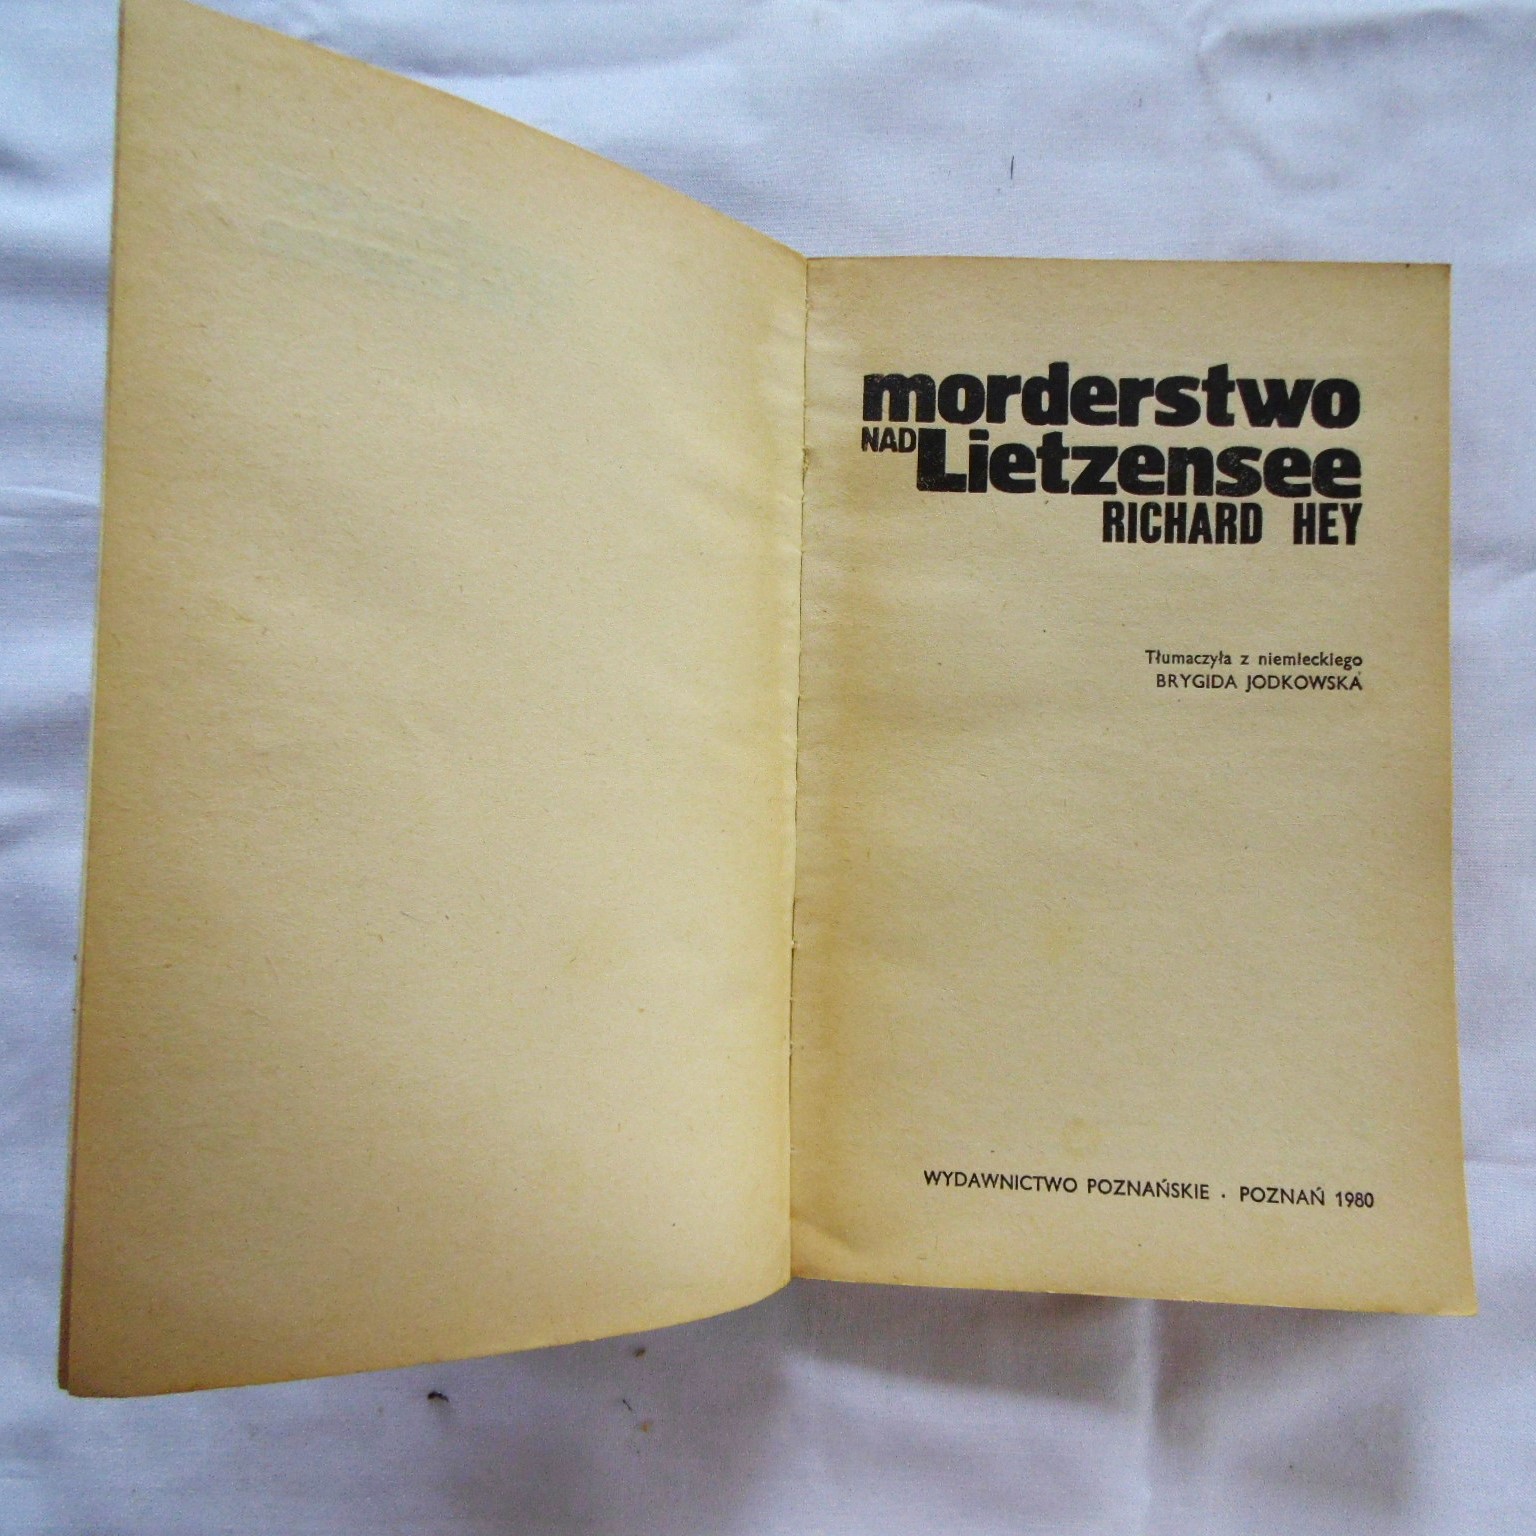 morderstwo
NAD Lietzensee
RICHARD HEY
Tłumaczyła z niemieckiego
BRYGIDA JODKOWSKA
WYDAWNICTWO POZNAŃSKIE . POZNAŃ 1980